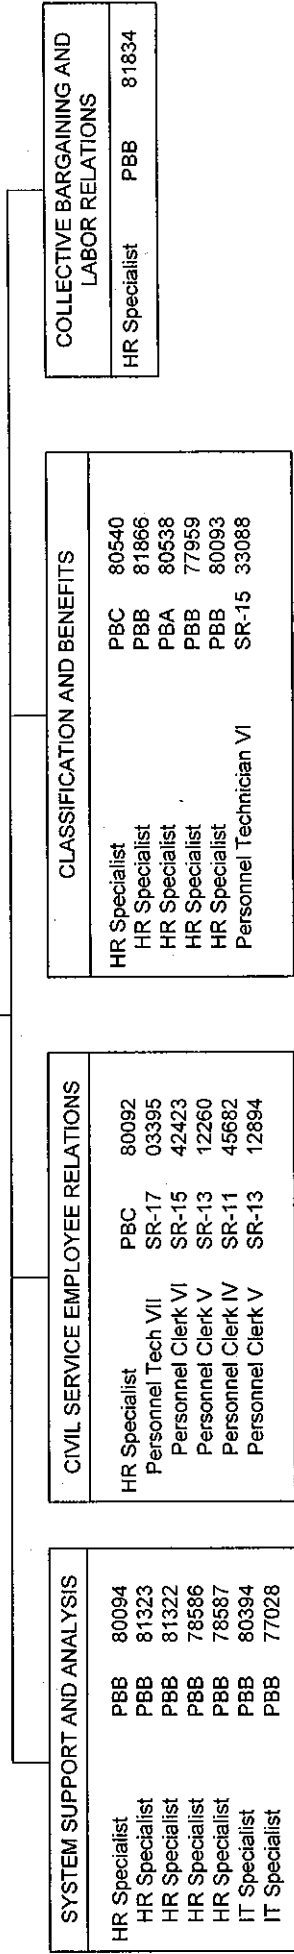 SYSTEM SUPPORT AND ANALYSIS
HR Specialist PBB 80094
HR Specialist PBB 81323
HR Specialist PBB 81322
HR Specialist PBB 78586
HR Specialist PBB 78587
IT Specialist PBB 80394
IT Specialist PBB 77028
CIVIL SERVICE EMPLOYEE RELATIONS
HR Specialist PBC 80092
Personnel Tech VII SR-17 03395
Personnel Clerk VI SR-15 42423
Personnel Clerk V SR-13 12260
Personnel Clerk IV SR-11 45682
Personnel Clerk V SR-13 12894
CLASSIFICATION AND BENEFITS
HR Specialist PBC 80540
HR Specialist PBB 81866
HR Specialist PBA 80538
HR Specialist PBB 77959
HR Specialist PBB 80093
Personnel Technician VI SR-15 33088
COLLECTIVE BARGAINING AND
LABOR RELATIONS
HR Specialist PBB 81834